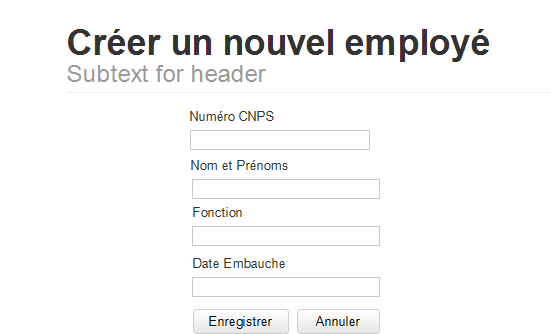 Créer un nouvel employé
Subtext for header
Numéro CNPS
Nom et Prénoms
Fonction
Date Embauche
Enregistrer Annuler